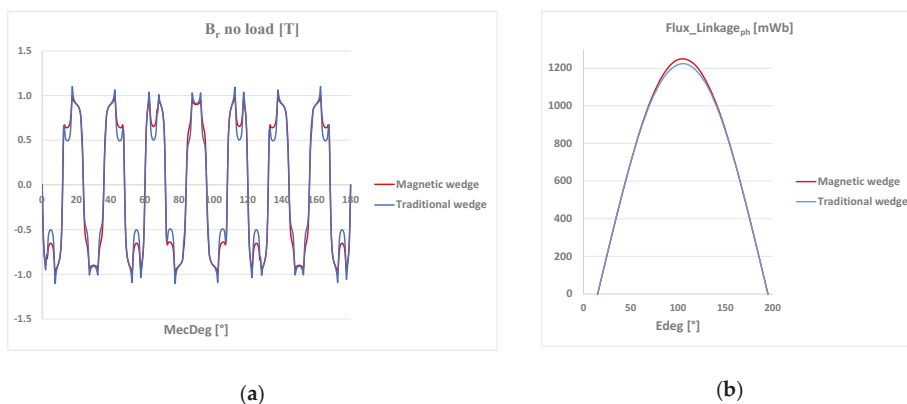 B_r no load [T]
1.5
1.0
0.5
0.0
0 20 40 60 80 100 120 140 160 180
-0.5
-1.0
-1.5
MecDeg [°]
Magnetic wedge
Traditional wedge
(a)
Flux_Linkage_ph [mWb]
1200
1000
800
600
400
200
0
0 50 100 150 200
Edeg [°]
Magnetic wedge
Traditional wedge
(b)